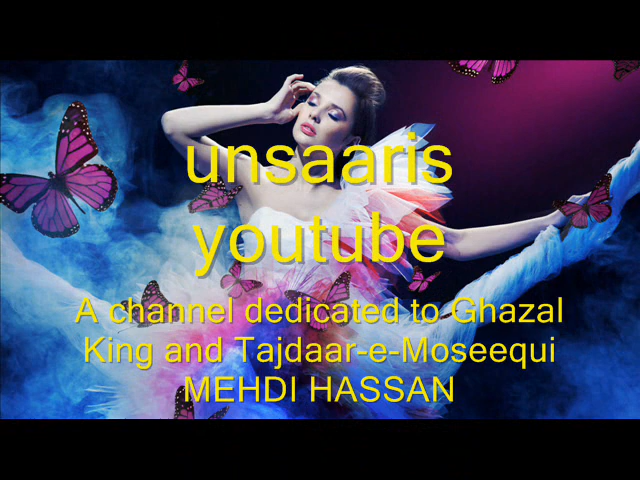 unsaaris
youtube
A channel dedicated to Ghazal
King and Tajdaar-e-Moseequi
MEHDI HASSAN